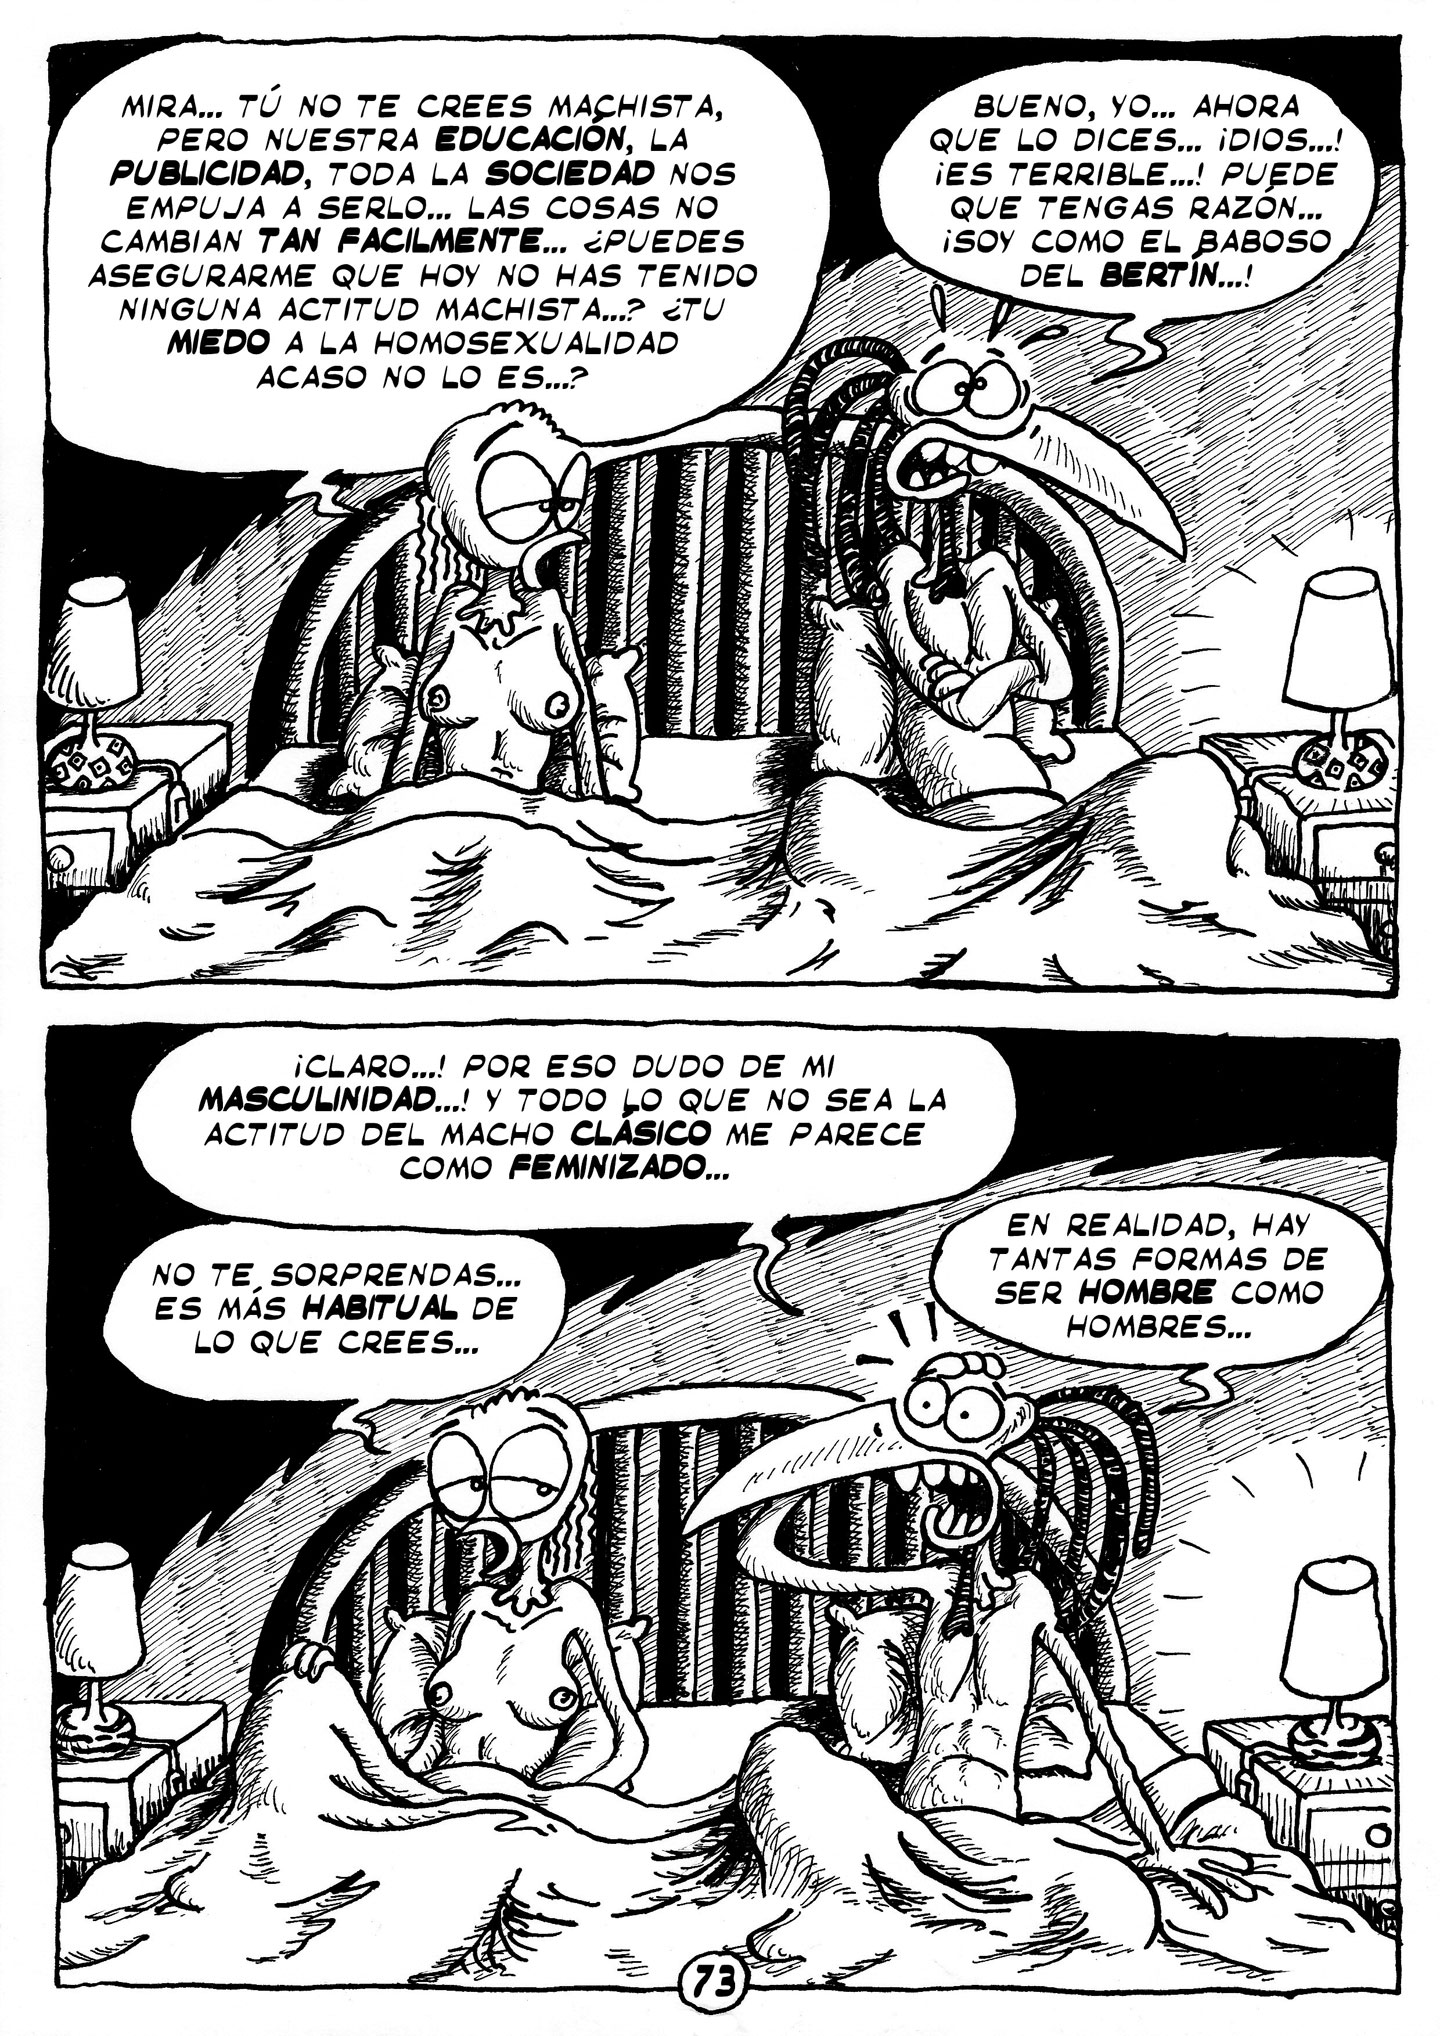 MIRA... TÚ NO TE CREES MACHISTA,
PERO NUESTRA EDUCACIÓN, LA
PUBLICIDAD, TODA LA SOCIEDAD NOS
EMPUJA A SERLO... LAS COSAS NO
CAMBIAN TAN FACILMENTE... ¿PUEDES
ASEGURARME QUE HOY NO HAS TENIDO
NINGUNA ACTITUD MACHISTA...? ¿TU
MIEDO A LA HOMOSEXUALIDAD
ACASO NO LO ES...?
BUENO, YO... AHORA
QUE LO DICES... ¡DIOS...!
¡ES TERRIBLE...! PUEDE
QUE TENGAS RAZÓN...
¡SOY COMO EL BABOSO
DEL BERTÍN...!
¡CLARO...! POR ESO DUDO DE MI
MASCULINIDAD...! Y TODO LO QUE NO SEA LA
ACTITUD DEL MACHO CLÁSICO ME PARECE
COMO FEMINIZADO...
NO TE SORPRENDAS...
ES MÁS HABITUAL DE
LO QUE CREES...
EN REALIDAD, HAY
TANTAS FORMAS DE
SER HOMBRE COMO
HOMBRES...
73